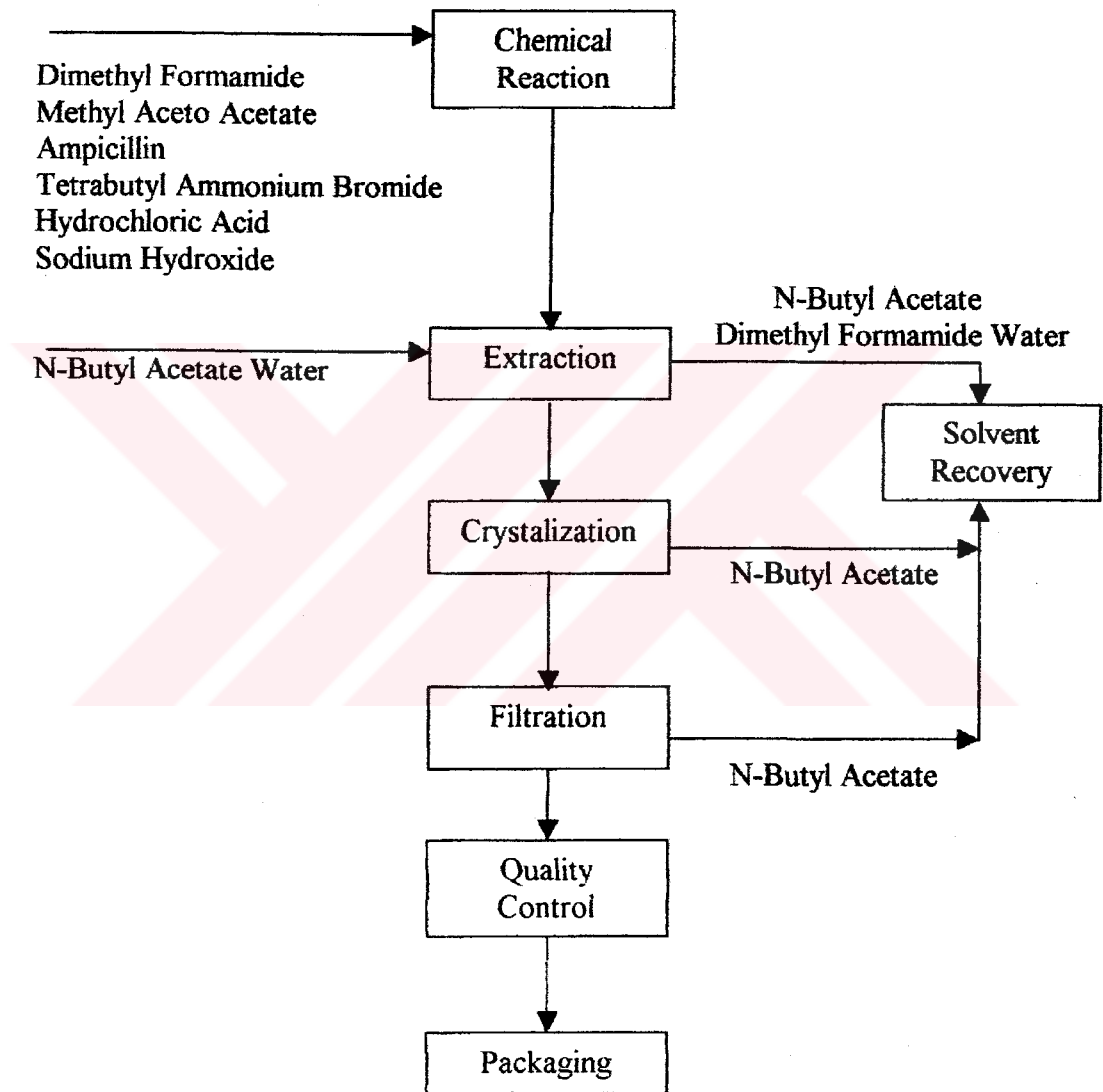 Chemical
Reaction
Dimethyl Formamide
Methyl Aceto Acetate
Ampicillin
Tetrabutyl Ammonium Bromide
Hydrochloric Acid
Sodium Hydroxide
N-Butyl Acetate
Dimethyl Formamide Water
N-Butyl Acetate Water
Extraction
Solvent
Recovery
Crystalization
N-Butyl Acetate
Filtration
N-Butyl Acetate
Quality
Control
Packaging